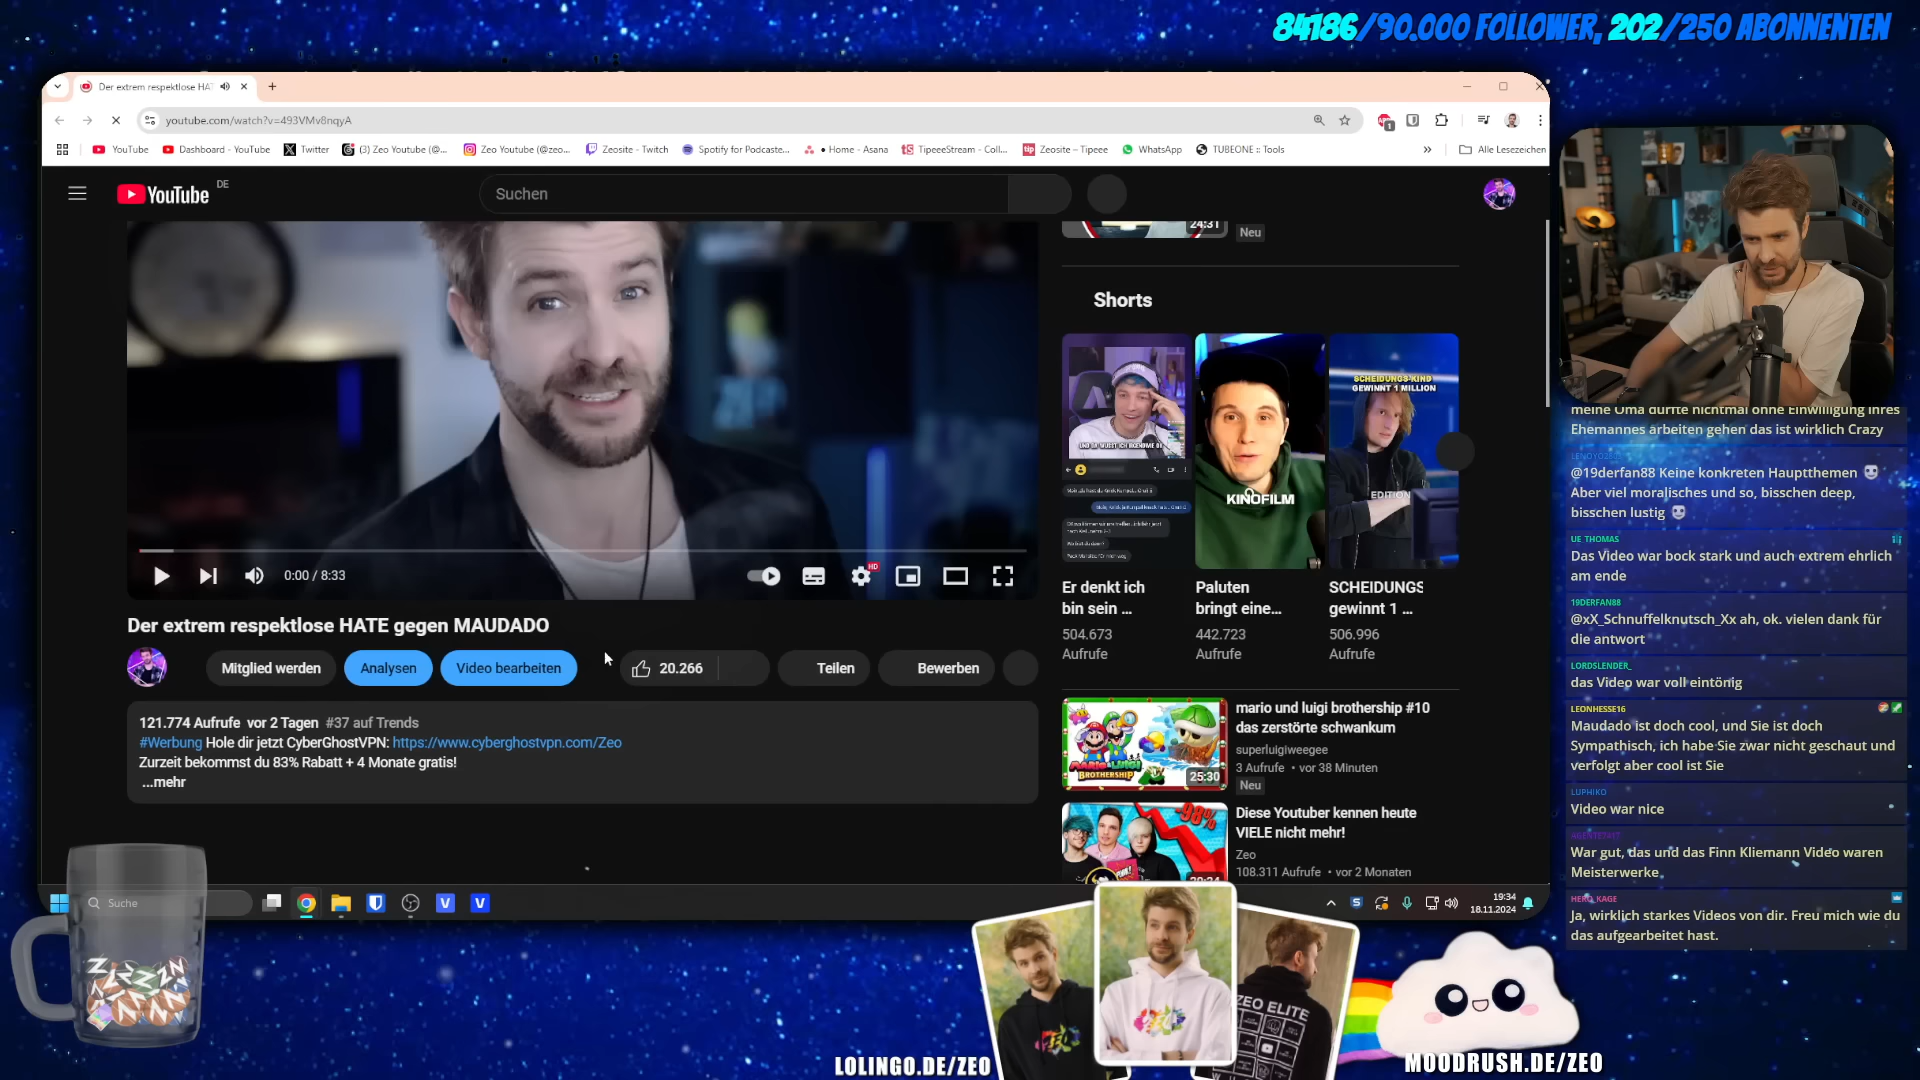 84186/90.000 FOLLOWER, 202/250 ABONNENTEN
Der extrem respektlose HA
youtube.com/watch?v=493VMv8nqyA
YouTube
Dashboard - YouTube
Twitter
(3) Zeo Youtube (@...
Zeo Youtube (@zeo...
Zeosite - Twitch
Spotify for Podcaste...
• Home - Asana
TipeeeStream - Coll...
Zeosite – Tipeee
WhatsApp
TUBEONE :: Tools
»
Alle Lesezeichen
YouTube DE
Suchen
24:31
Neu
Shorts
KINOFILM
SCHEIDUNGS-KIND
GEWINNT 1 MILLION
EDITION
Er denkt ich
bin sein ...
504.673
Aufrufe
Paluten
bringt eine...
442.723
Aufrufe
SCHEIDUNGS
gewinnt 1 ...
506.996
Aufrufe
0:00 / 8:33
HD
Der extrem respektlose HATE gegen MAUDADO
Mitglied werden
Analysen
Video bearbeiten
20.266
Teilen
Bewerben
121.774 Aufrufe vor 2 Tagen #37 auf Trends
#Werbung Hole dir jetzt CyberGhostVPN: https://www.cyberghostvpn.com/Zeo
Zurzeit bekommst du 83% Rabatt + 4 Monate gratis!
...mehr
MARIO & LUIGI
BROTHERSHIP
25:30
mario und luigi brothership #10
das zerstörte schwankum
superluigiweegee
3 Aufrufe • vor 38 Minuten
Neu
-98%
Diese Youtuber kennen heute
VIELE nicht mehr!
Zeo
108.311 Aufrufe • vor 2 Monaten
Suche
19:34
18.11.2024
meine Oma durfte nichtmal ohne Einwilligung ihres
Ehemannes arbeiten gehen das ist wirklich Crazy
@19derfan88 Keine konkreten Hauptthemen
Aber viel moralisches und so, bisschen deep,
bisschen lustig
UE_THOMAS
Das Video war bock stark und auch extrem ehrlich
am ende
19DERFAN88
@xX_Schnuffelknutsch_Xx ah, ok. vielen dank für
die antwort
LORDSLENDER_
das Video war voll eintönig
LEONHESSE16
Maudado ist doch cool, und Sie ist doch
Sympathisch, ich habe Sie zwar nicht geschaut und
verfolgt aber cool ist Sie
LUPHIKO
Video war nice
War gut, das und das Finn Kliemann Video waren
Meisterwerke
HERO_KAGE
Ja, wirklich starkes Videos von dir. Freu mich wie du
das aufgearbeitet hast.
ZEO ELITE
LOLINGO.DE/ZEO
MOODRUSH.DE/ZEO